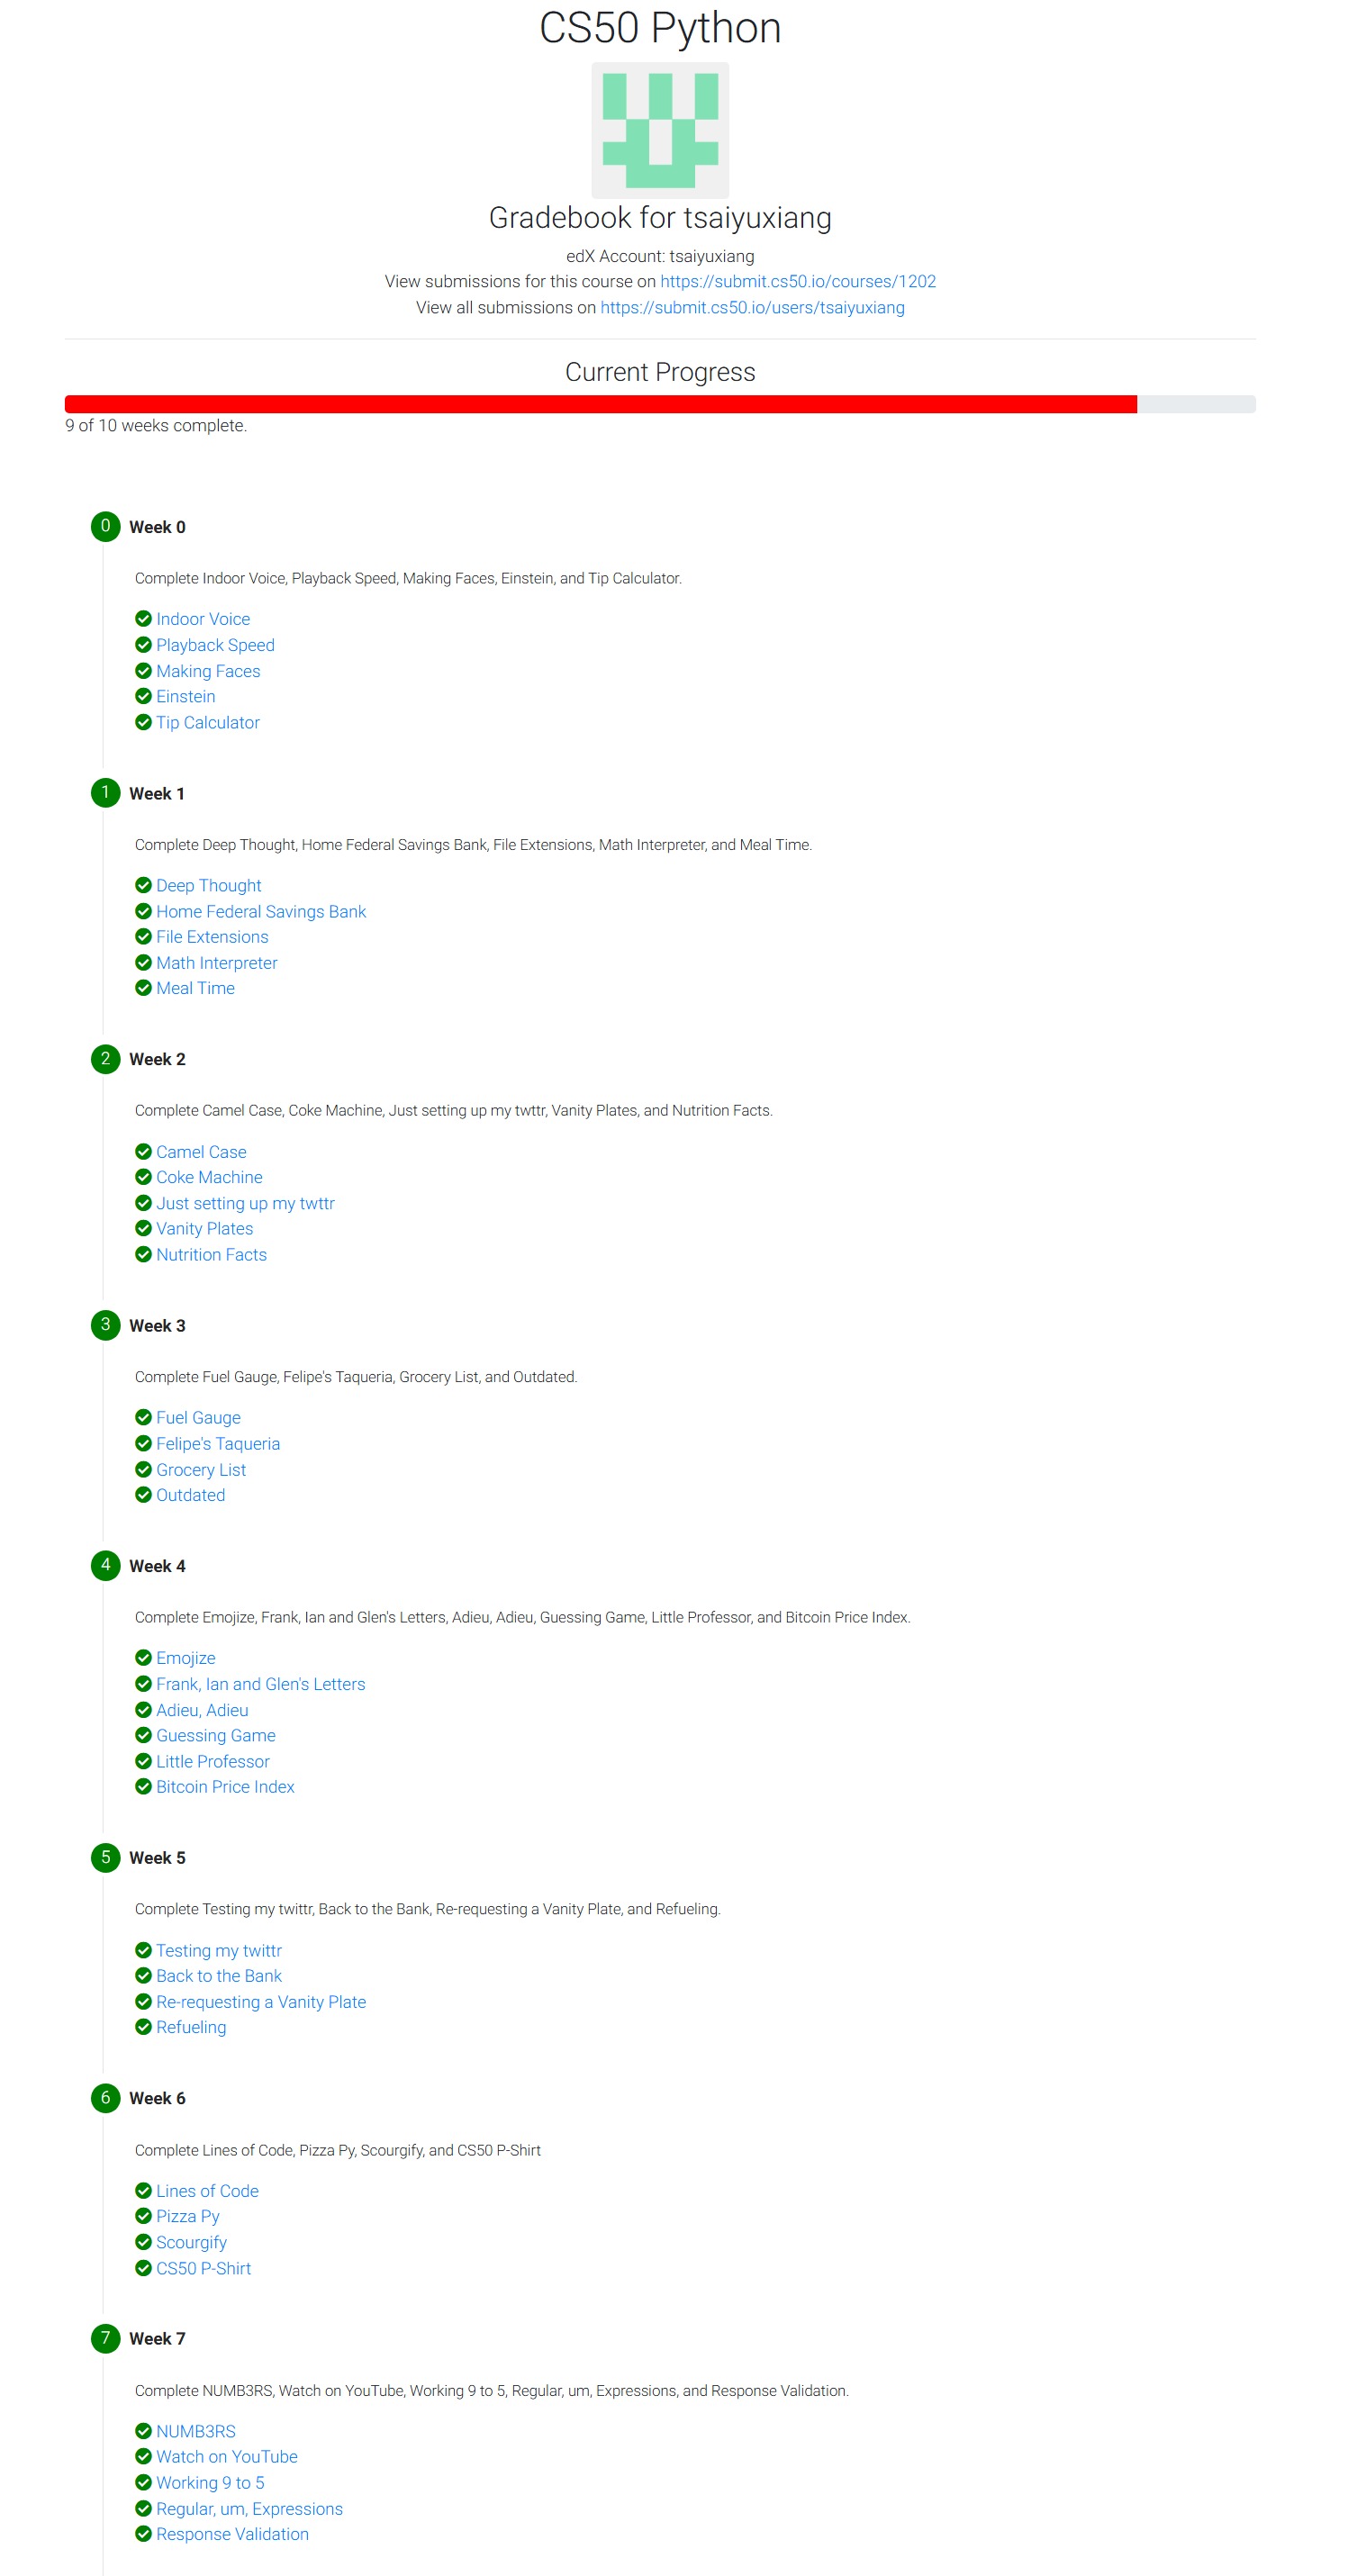 CS50 Python
Gradebook for tsaiyuxiang
edX Account: tsaiyuxiang
View submissions for this course on https://submit.cs50.io/courses/1202
View all submissions on https://submit.cs50.io/users/tsaiyuxiang
Current Progress
9 of 10 weeks complete.
0 Week 0
Complete Indoor Voice, Playback Speed, Making Faces, Einstein, and Tip Calculator.
Indoor Voice
Playback Speed
Making Faces
Einstein
Tip Calculator
1 Week 1
Complete Deep Thought, Home Federal Savings Bank, File Extensions, Math Interpreter, and Meal Time.
Deep Thought
Home Federal Savings Bank
File Extensions
Math Interpreter
Meal Time
2 Week 2
Complete Camel Case, Coke Machine, Just setting up my twttr, Vanity Plates, and Nutrition Facts.
Camel Case
Coke Machine
Just setting up my twttr
Vanity Plates
Nutrition Facts
3 Week 3
Complete Fuel Gauge, Felipe's Taqueria, Grocery List, and Outdated.
Fuel Gauge
Felipe's Taqueria
Grocery List
Outdated
4 Week 4
Complete Emojize, Frank, Ian and Glen's Letters, Adieu, Adieu, Guessing Game, Little Professor, and Bitcoin Price Index.
Emojize
Frank, Ian and Glen's Letters
Adieu, Adieu
Guessing Game
Little Professor
Bitcoin Price Index
5 Week 5
Complete Testing my twittr, Back to the Bank, Re-requesting a Vanity Plate, and Refueling.
Testing my twittr
Back to the Bank
Re-requesting a Vanity Plate
Refueling
6 Week 6
Complete Lines of Code, Pizza Py, Scourgify, and CS50 P-Shirt
Lines of Code
Pizza Py
Scourgify
CS50 P-Shirt
7 Week 7
Complete NUMB3RS, Watch on YouTube, Working 9 to 5, Regular, um, Expressions, and Response Validation.
NUMB3RS
Watch on YouTube
Working 9 to 5
Regular, um, Expressions
Response Validation